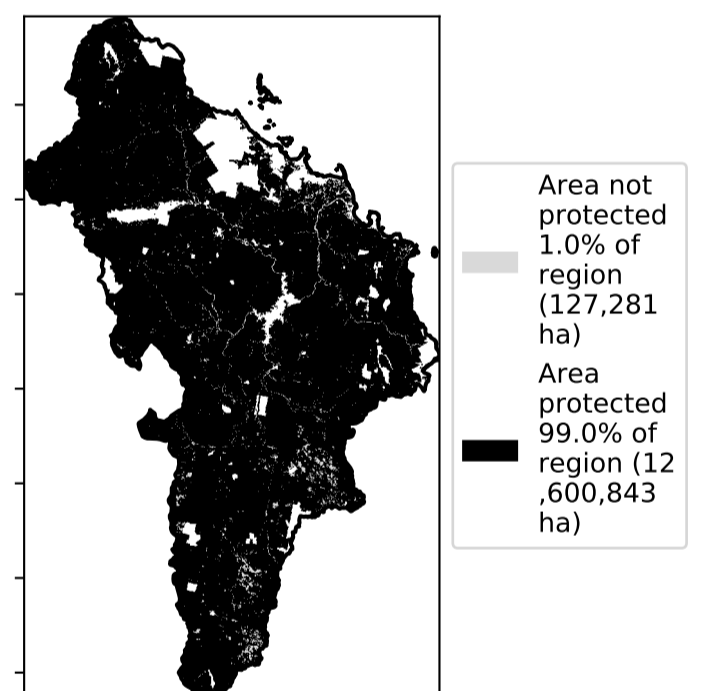 Area not
protected
1.0% of
region
(127,281
ha)
Area
protected
99.0% of
region (12
,600,843
ha)